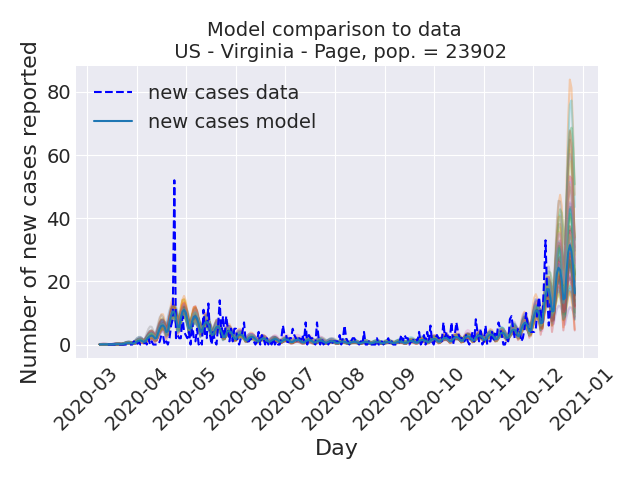 Model comparison to data
US - Virginia - Page, pop. = 23902
Number of new cases reported
80
60
40
20
0
new cases data
new cases model
2020-03
2020-04
2020-05
2020-06
2020-07
2020-08
2020-09
2020-10
2020-11
2020-12
2021-01
Day